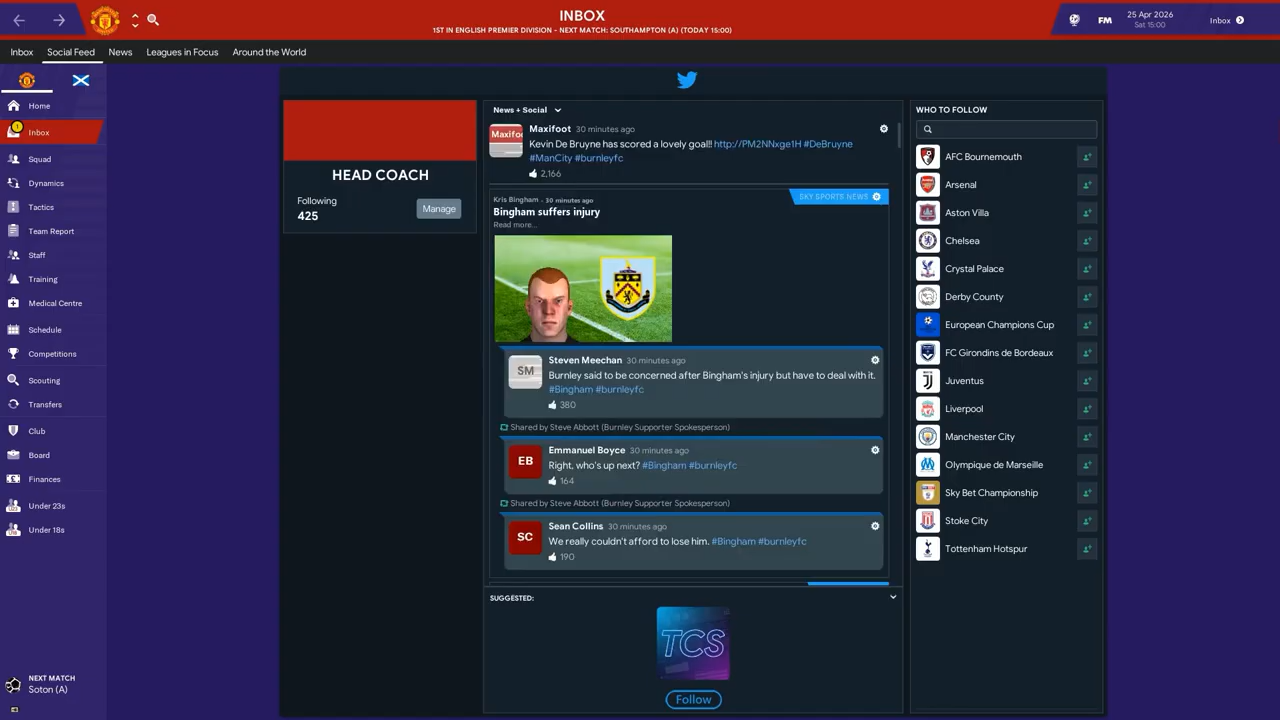 INBOX
1ST IN ENGLISH PREMIER DIVISION - NEXT MATCH: SOUTHAMPTON (A) (TODAY 15:00)
FM
25 Apr 2026
Sat 15:00
Inbox
Inbox
Social Feed
News
Leagues in Focus
Around the World
Home
1
Inbox
Squad
Dynamics
Tactics
Team Report
Staff
Training
Medical Centre
Schedule
Competitions
Scouting
Transfers
Club
Board
Finances
Under 23s
Under 18s
NEXT MATCH
Soton (A)
HEAD COACH
Following
425
Manage
News + Social
Maxifoot
Maxifoot 30 minutes ago
Kevin De Bruyne has scored a lovely goal!! http://PM2NNxge1H #DeBruyne
#ManCity #burnleyfc
2,166
Kris Bingham - 30 minutes ago
SKY SPORTS NEWS
Bingham suffers injury
Read more...
SM
Steven Meechan 30 minutes ago
Burnley said to be concerned after Bingham's injury but have to deal with it.
#Bingham #burnleyfc
380
Shared by Steve Abbott (Burnley Supporter Spokesperson)
EB
Emmanuel Boyce 30 minutes ago
Right, who's up next? #Bingham #burnleyfc
164
Shared by Steve Abbott (Burnley Supporter Spokesperson)
SC
Sean Collins 30 minutes ago
We really couldn't afford to lose him. #Bingham #burnleyfc
190
SUGGESTED:
TCS
Follow
WHO TO FOLLOW
AFC Bournemouth
Arsenal
Aston Villa
Chelsea
Crystal Palace
Derby County
European Champions Cup
FC Girondins de Bordeaux
Juventus
Liverpool
Manchester City
Olympique de Marseille
Sky Bet Championship
Stoke City
Tottenham Hotspur